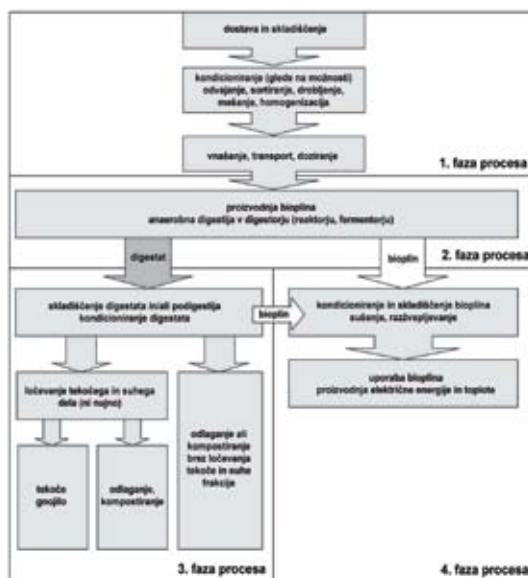 dostava in skladiščenje
kondicioniranje (glede na možnosti)
odvajanje, sortiranje, drobljenje,
mešanje, homogenizacija
vnašanje, transport, doziranje
1. faza procesa
proizvodnja bioplina
anaerobna digestija v digestorju (reaktorju, fermentorju)
digestat
bioplin
2. faza procesa
skladiščenje digestata in/ali podigestija
kondicioniranje digestata
bioplin
kondicioniranje in skladiščenje bioplina
sušenje, razžvepljevanje
uporaba bioplina
proizvodnja električne energije in toplote
ločevanje tekočega in suhega
dela (ni nujno)
odlaganje ali
kompostiranje
brez ločevanja
tekoče in suhe
frakcije
tekoče
gnojilo
odlaganje,
kompostiranje
3. faza procesa
4. faza procesa